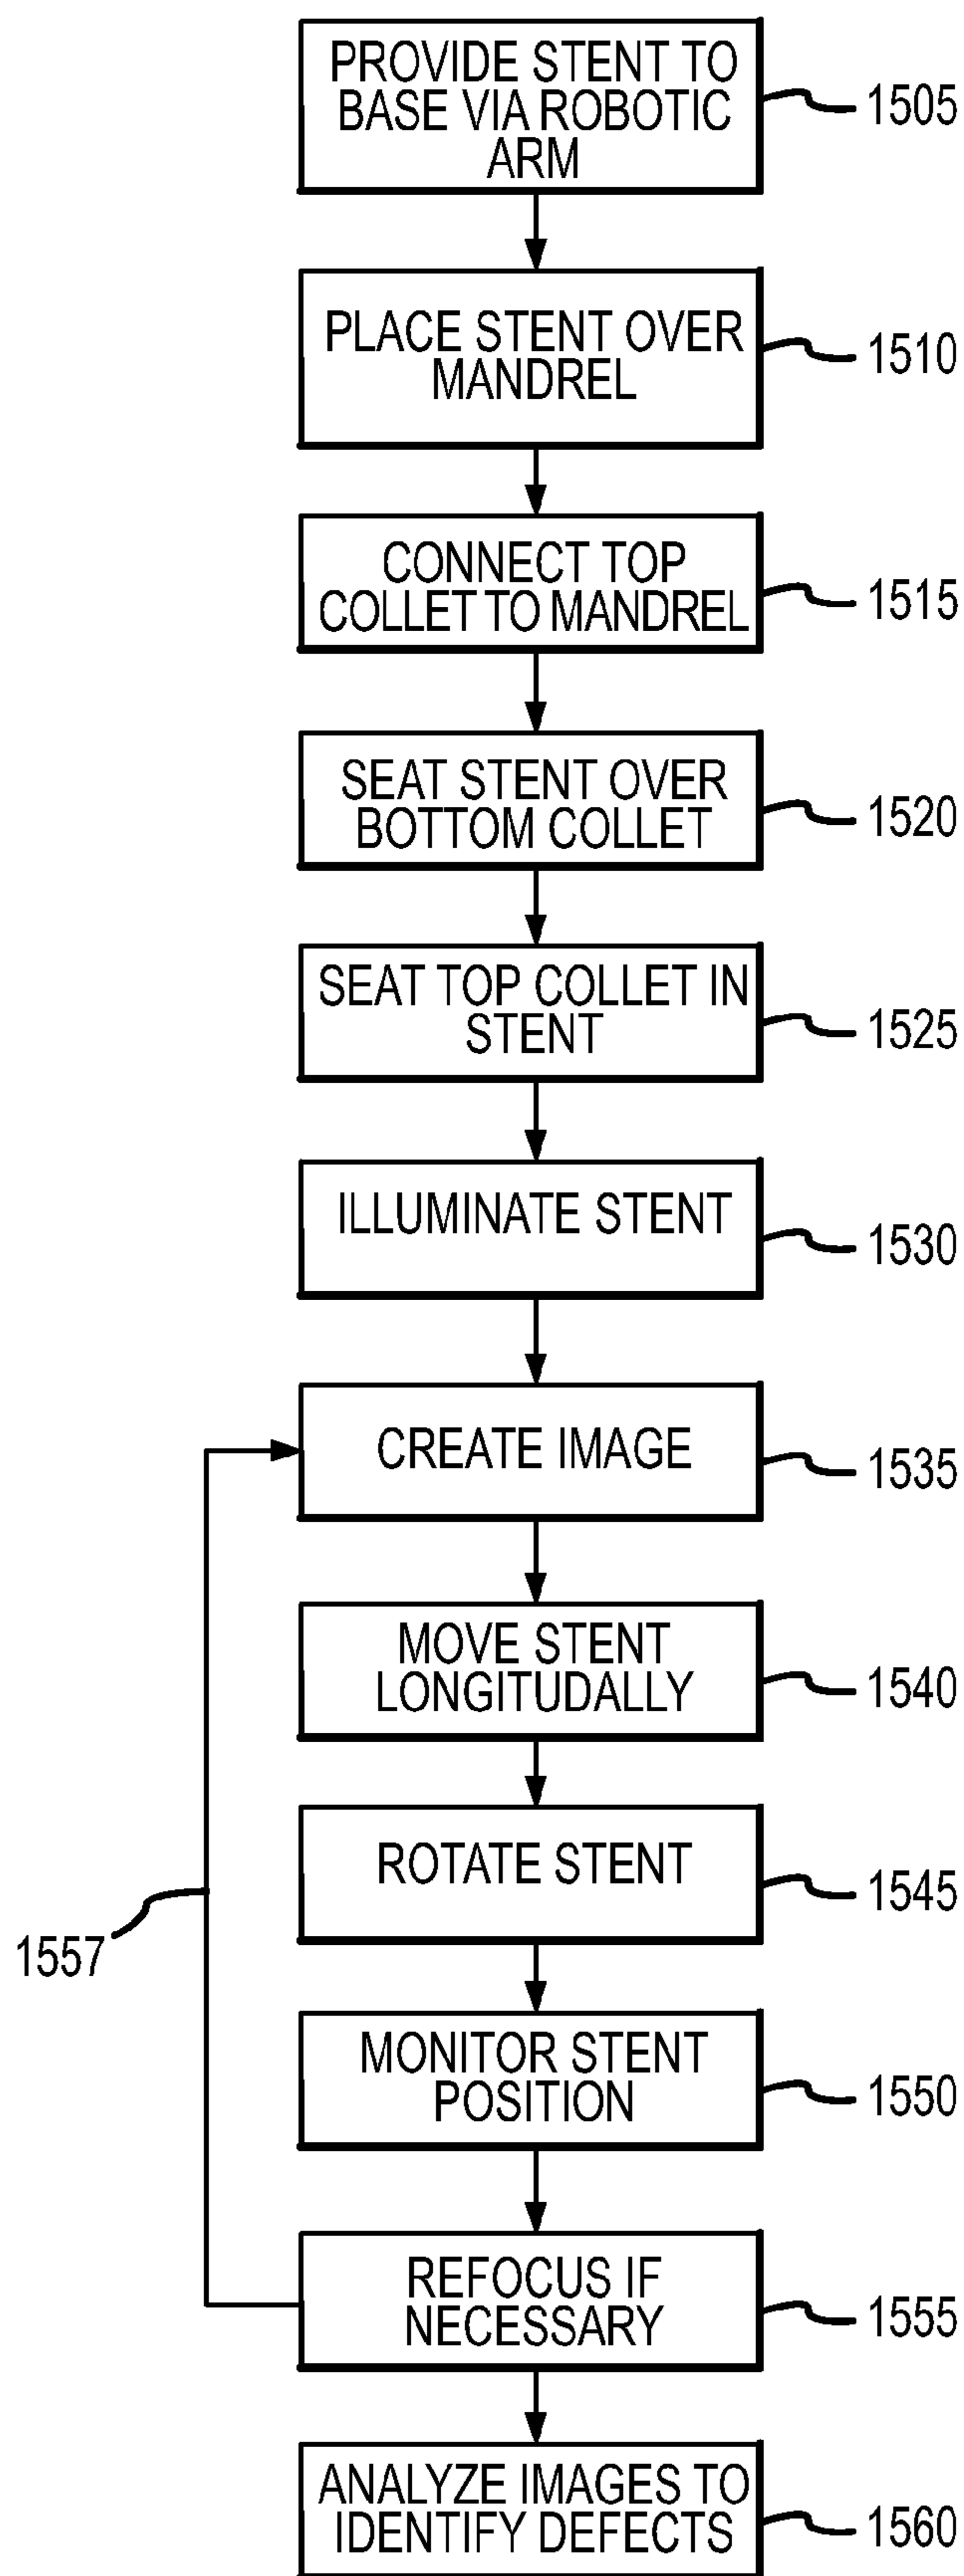 PROVIDE STENT TO
BASE VIA ROBOTIC
ARM
1505
PLACE STENT OVER
MANDREL
1510
CONNECT TOP
COLLET TO MANDREL
1515
SEAT STENT OVER
BOTTOM COLLET
1520
SEAT TOP COLLET IN
STENT
1525
ILLUMINATE STENT
1530
CREATE IMAGE
1535
MOVE STENT
LONGITUDALLY
1540
ROTATE STENT
1545
1557
MONITOR STENT
POSITION
1550
REFOCUS IF
NECESSARY
1555
ANALYZE IMAGES TO
IDENTIFY DEFECTS
1560